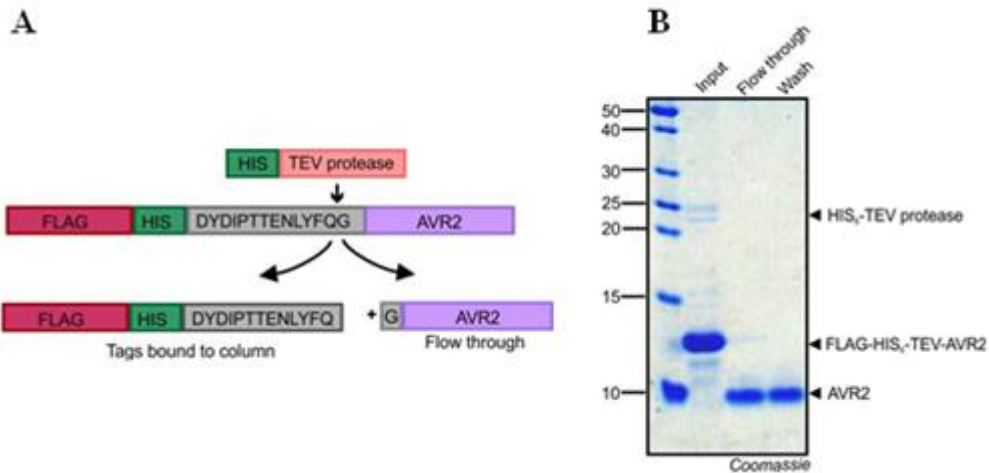 A
HIS TEV protease
FLAG HIS DYDIPTTENLYFQG AVR2
FLAG HIS DYDIPTTENLYFQ + G AVR2
Tags bound to column
Flow through
B
Input Flow through Wash
50
40
30
25
20
15
10
HIS₆-TEV protease
FLAG-HIS₆-TEV-AVR2
AVR2
Coomassie